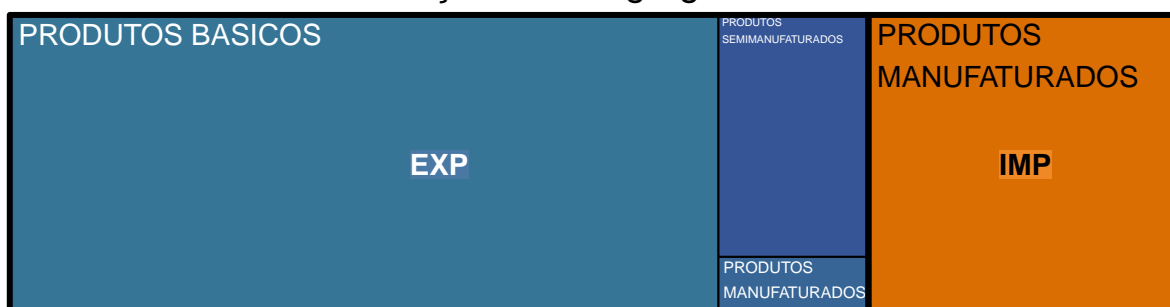 PRODUTOS BASICOS
EXP
PRODUTOS
SEMIMANUFATURADOS
PRODUTOS
MANUFATURADOS
PRODUTOS
MANUFATURADOS
IMP